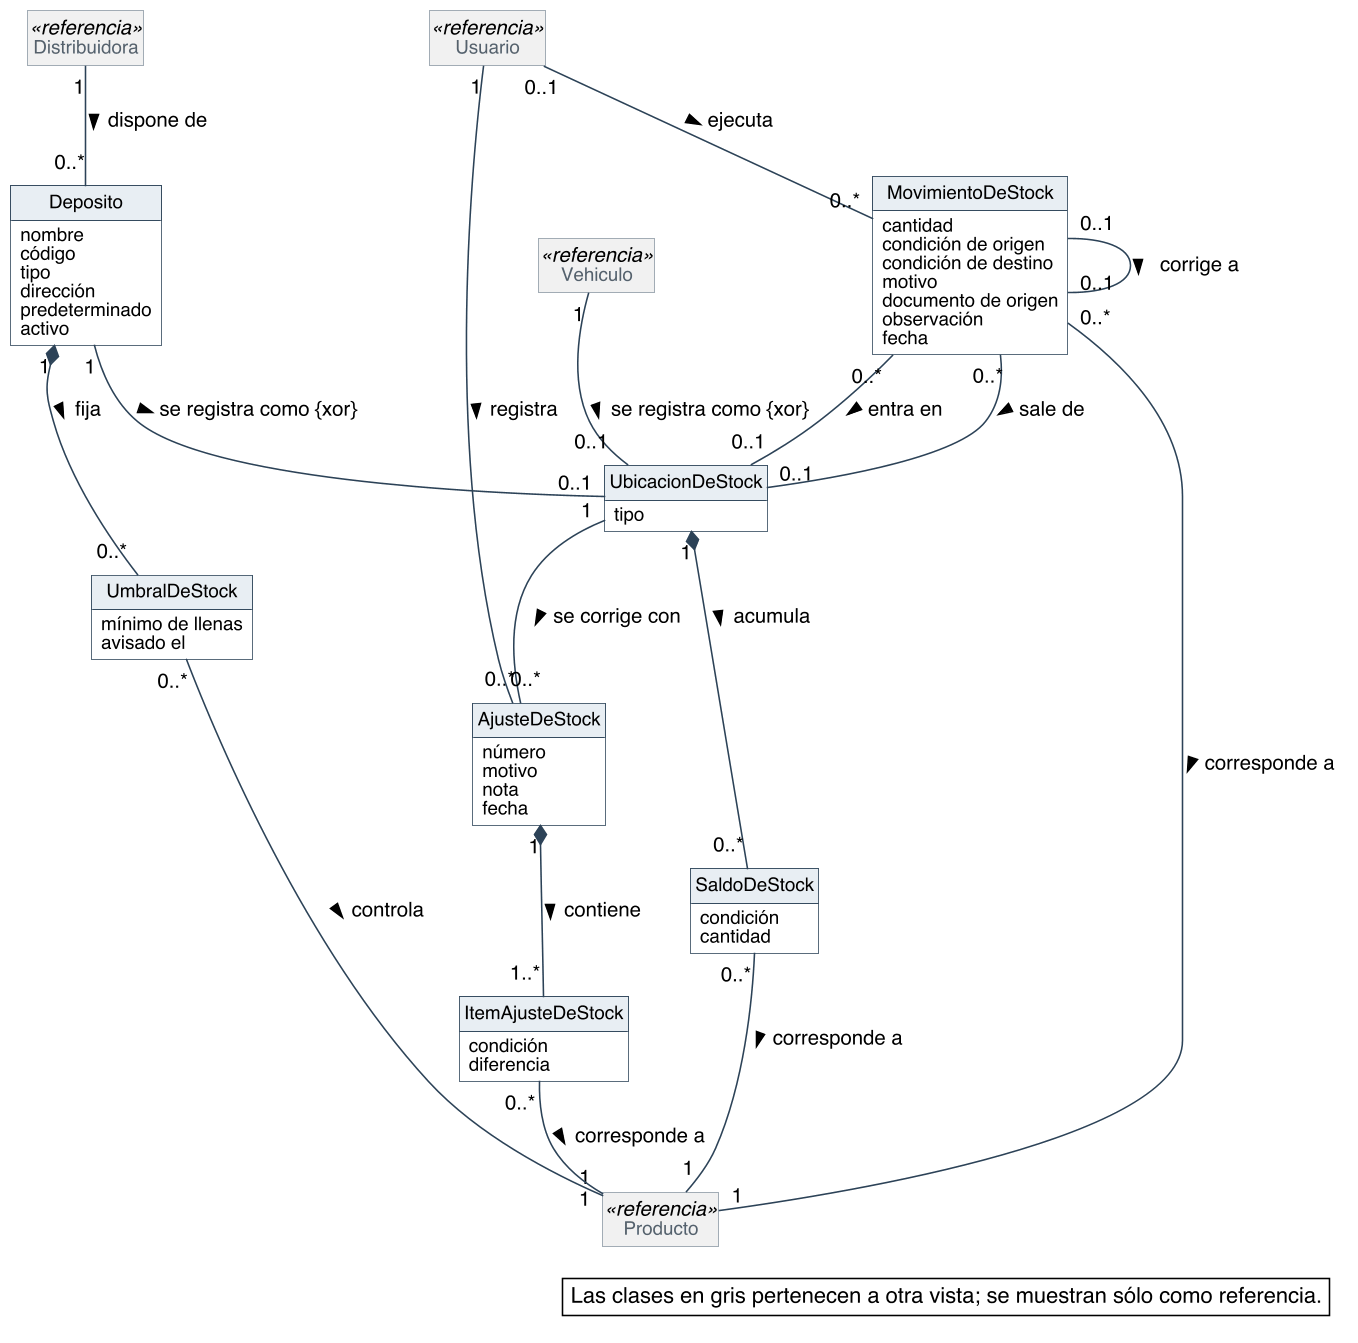 «referencia»
Distribuidora
«referencia»
Usuario
1
1
0..1
dispone de
ejecuta
0..*
Deposito
nombre
código
tipo
dirección
predeterminado
activo
0..*
MovimientoDeStock
cantidad
condición de origen
condición de destino
motivo
documento de origen
observación
fecha
0..1
corrige a
0..1
0..*
«referencia»
Vehiculo
1
1
1
0..*
0..*
fija
se registra como {xor}
registra
se registra como {xor}
entra en
sale de
0..1
0..1
0..1
0..1
UbicacionDeStock
tipo
1
1
0..*
UmbralDeStock
mínimo de llenas
avisado el
0..*
se corrige con
acumula
0..*
0..*
AjusteDeStock
número
motivo
nota
fecha
1
corresponde a
0..*
SaldoDeStock
condición
cantidad
0..*
controla
contiene
1..*
ItemAjusteDeStock
condición
diferencia
0..*
corresponde a
corresponde a
1
1
1
1
«referencia»
Producto
Las clases en gris pertenecen a otra vista; se muestran sólo como referencia.